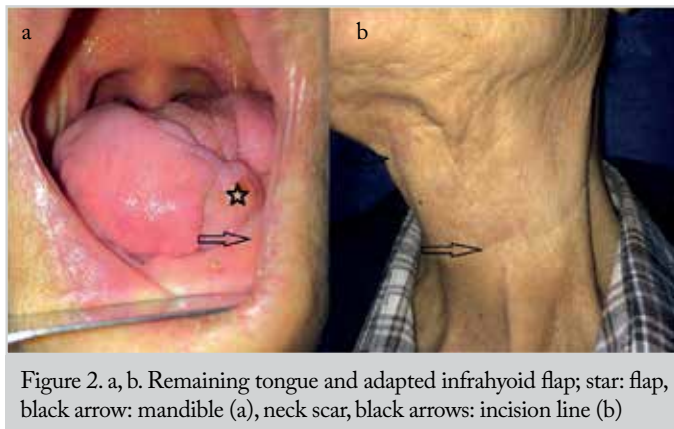 a
b
Figure 2. a, b. Remaining tongue and adapted infrahyoid flap; star: flap,
black arrow: mandible (a), neck scar, black arrows: incision line (b)